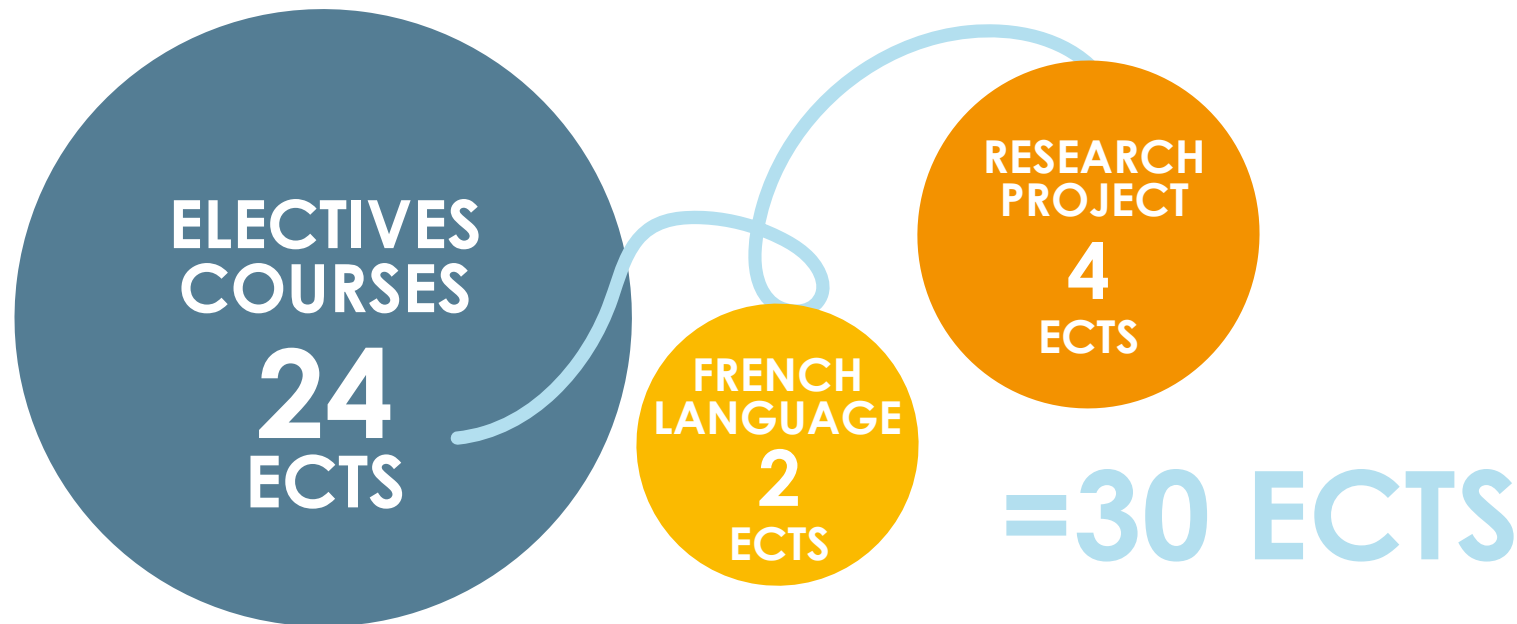 ELECTIVES
COURSES
24
ECTS
FRENCH
LANGUAGE
2
ECTS
RESEARCH
PROJECT
4
ECTS
=30 ECTS